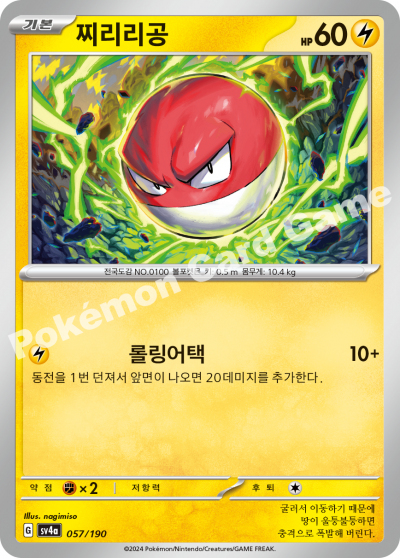 기본 찌리리공 HP 60
전국도감 NO.0100 볼포켓몬 키: 0.5 m 몸무게: 10.4 kg
롤링어택 10+
동전을 1번 던져서 앞면이 나오면 20데미지를 추가한다.
약점 ×2 저항력 후퇴
Illus. nagimiso
G sv4a 057/190
굴러서 이동하기 때문에
땅이 울퉁불퉁하면
충격으로 폭발해 버린다.
©2024 Pokémon/Nintendo/Creatures/GAME FREAK.
Pokémon Card Game